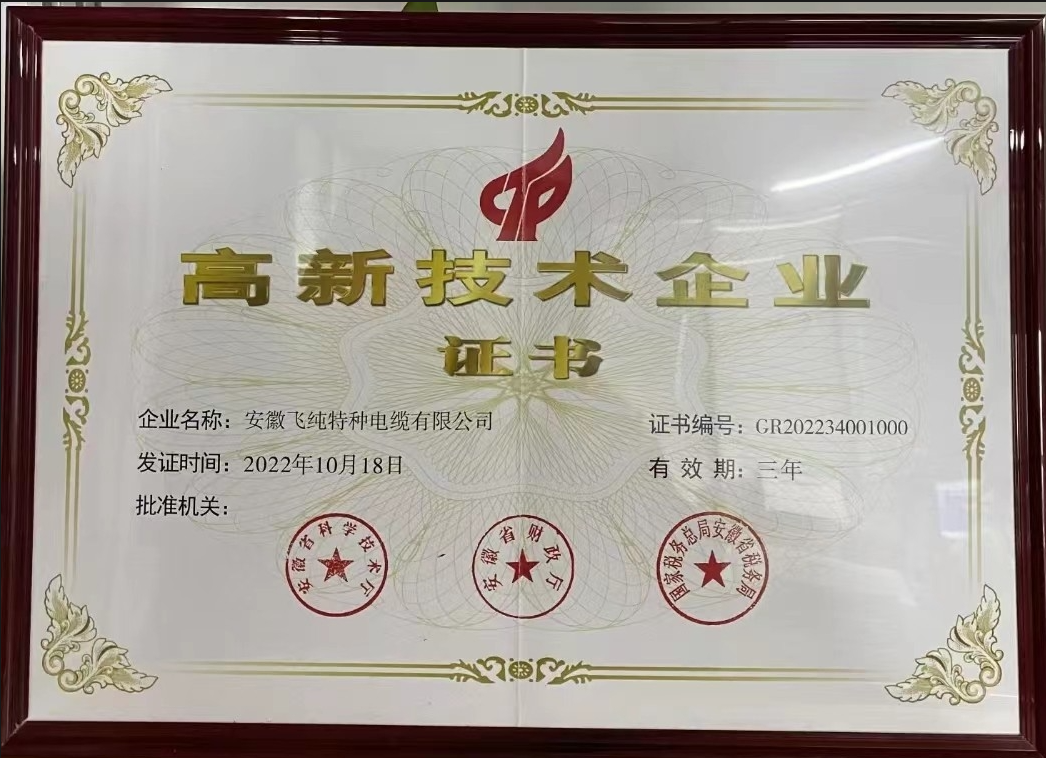 高新技术企业
证书
企业名称：安徽飞纯特种电缆有限公司
证书编号：GR202234001000
发证时间：2022年10月18日
有效期：三年
批准机关：
安徽省科学技术厅
安徽省财政厅
国家税务总局安徽省税务局